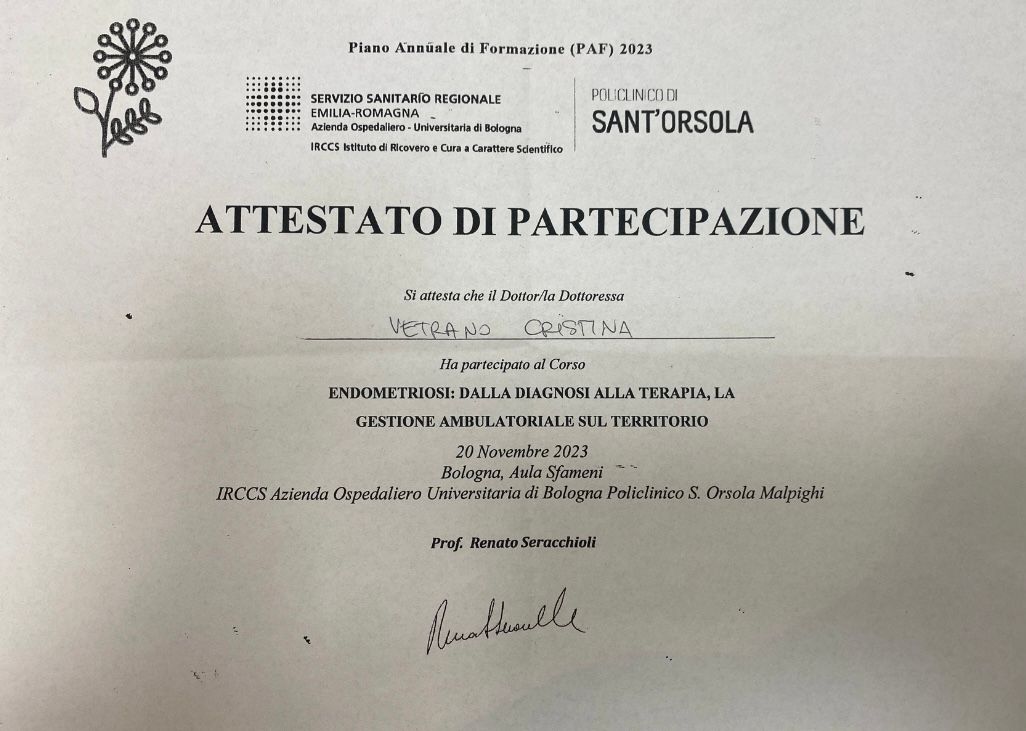 Piano Annuale di Formazione (PAF) 2023
SERVIZIO SANITARIO REGIONALE
EMILIA-ROMAGNA
Azienda Ospedaliero - Universitaria di Bologna
IRCCS Istituto di Ricovero e Cura a Carattere Scientifico
POLICLINICO DI
SANT'ORSOLA
ATTESTATO DI PARTECIPAZIONE
Si attesta che il Dottor/la Dottoressa
VETRANO CRISTINA
Ha partecipato al Corso
ENDOMETRIOSI: DALLA DIAGNOSI ALLA TERAPIA, LA
GESTIONE AMBULATORIALE SUL TERRITORIO
20 Novembre 2023
Bologna, Aula Sfameni
IRCCS Azienda Ospedaliero Universitaria di Bologna Policlinico S. Orsola Malpighi
Prof. Renato Seracchioli